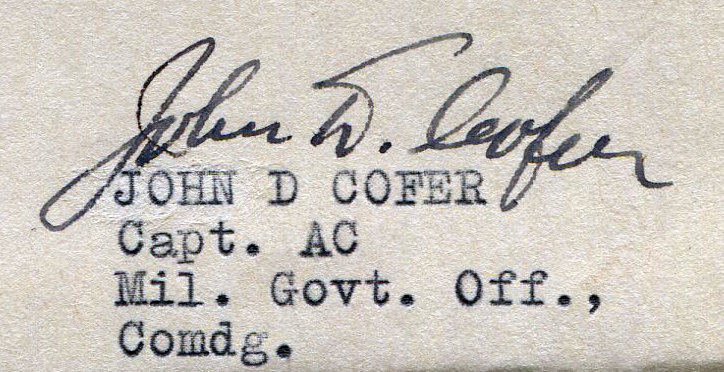 John D. Cofer
JOHN D COFER
Capt. AC
Mil. Govt. Off.,
Comdg.